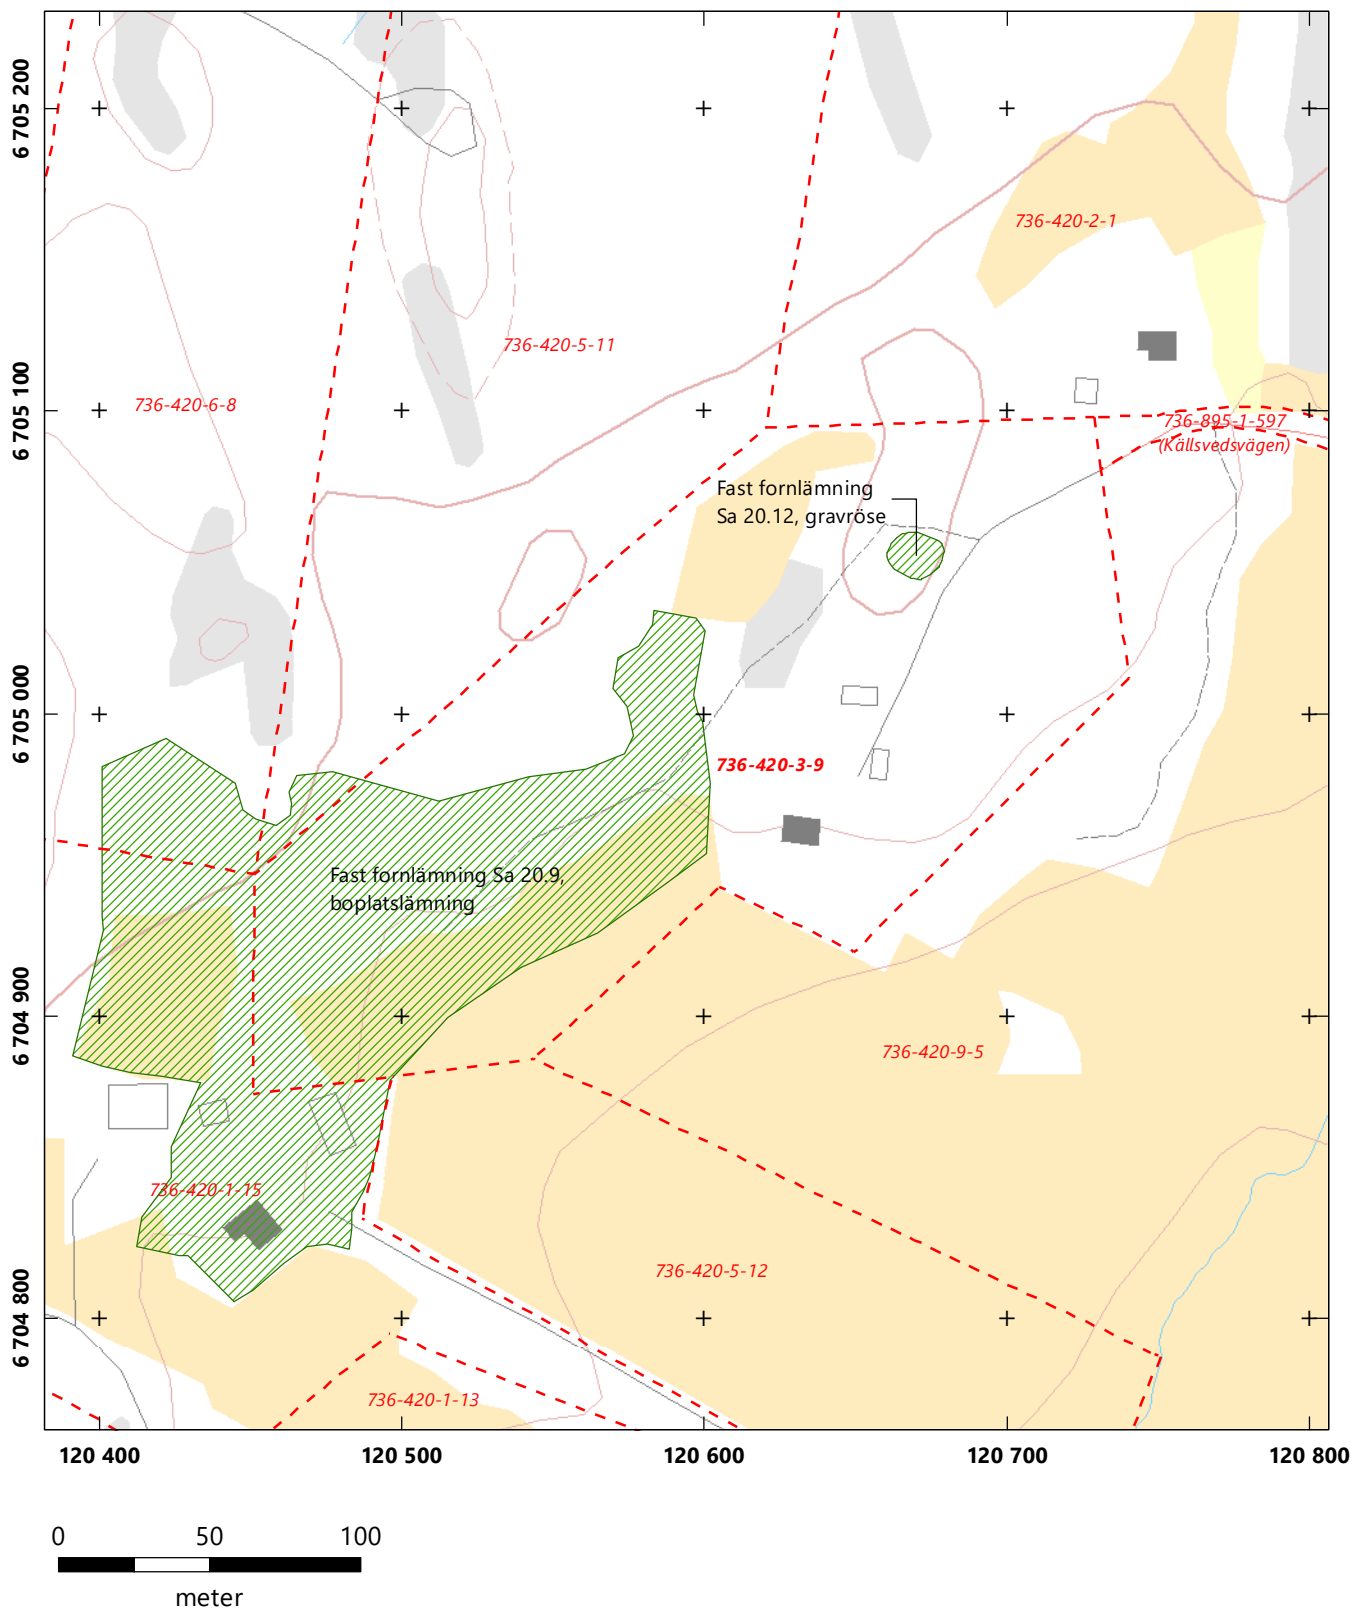 6 705 200
736-420-2-1
736-420-5-11
6 705 100
736-420-6-8
736-895-1-597
(Källsvedsvägen)
Fast fornlämning
Sa 20.12, gravröse
6 705 000
736-420-3-9
Fast fornlämning Sa 20.9,
boplatslämning
6 704 900
736-420-9-5
736-420-1-15
736-420-5-12
6 704 800
736-420-1-13
120 400
120 500
120 600
120 700
120 800
0 50 100
meter